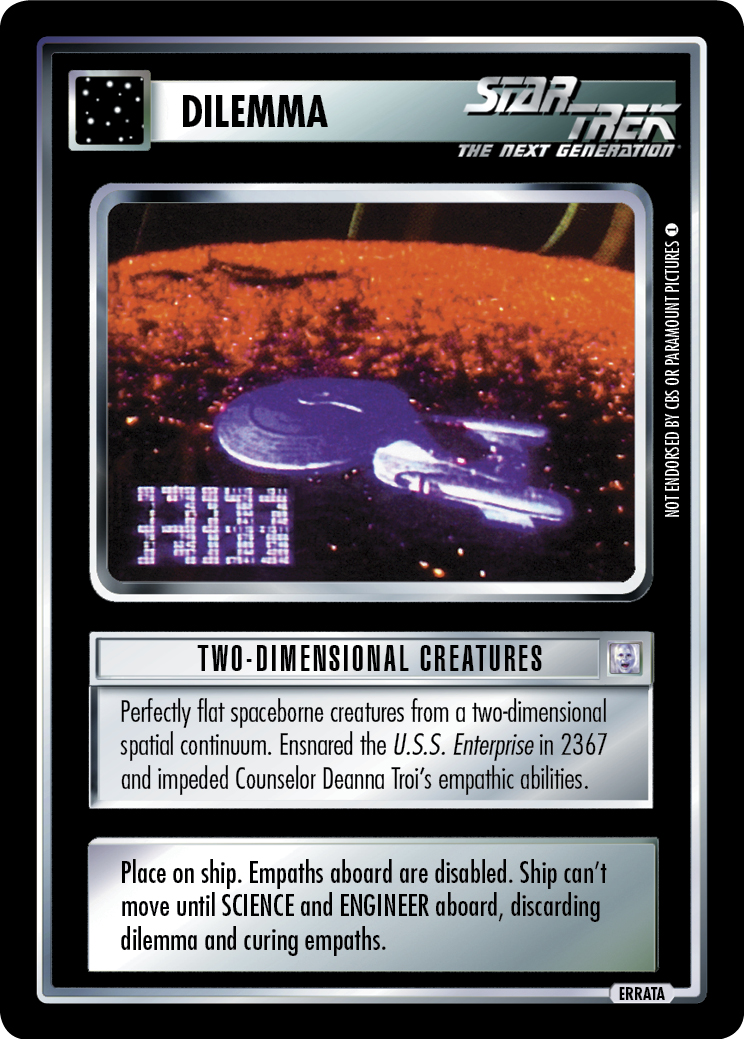 DILEMMA
STAR TREK
THE NEXT GENERATION
NOT ENDORSED BY CBS OR PARAMOUNT PICTURES 1
TWO-DIMENSIONAL CREATURES
Perfectly flat spaceborne creatures from a two-dimensional
spatial continuum. Ensnared the U.S.S. Enterprise in 2367
and impeded Counselor Deanna Troi's empathic abilities.
Place on ship. Empaths aboard are disabled. Ship can't
move until SCIENCE and ENGINEER aboard, discarding
dilemma and curing empaths.
ERRATA